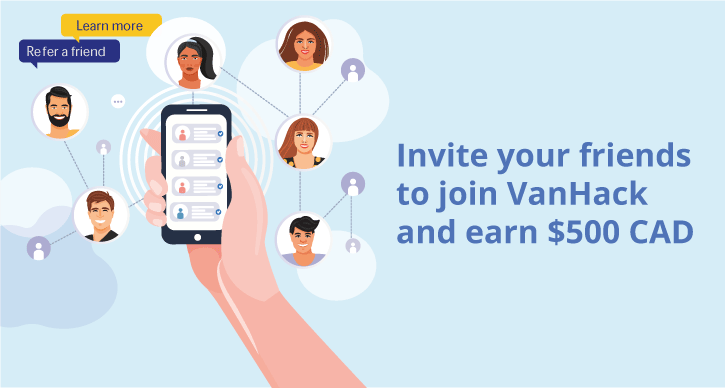 Learn more
Refer a friend
Invite your friends
to join VanHack
and earn $500 CAD